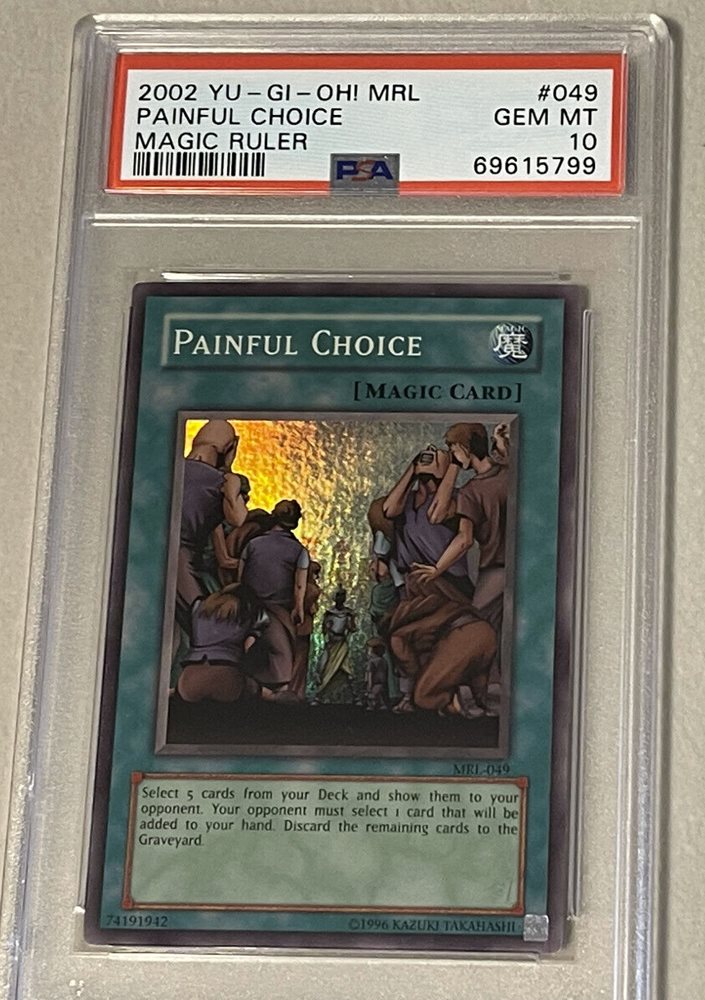 2002 YU-GI-OH! MRL #049
PAINFUL CHOICE GEM MT
MAGIC RULER 10
PSA 69615799
PAINFUL CHOICE
MAGIC
魔
[MAGIC CARD]
MRL-049
Select 5 cards from your Deck and show them to your
opponent. Your opponent must select 1 card that will be
added to your hand. Discard the remaining cards to the
Graveyard.
74191942 ©1996 KAZUKI TAKAHASHI